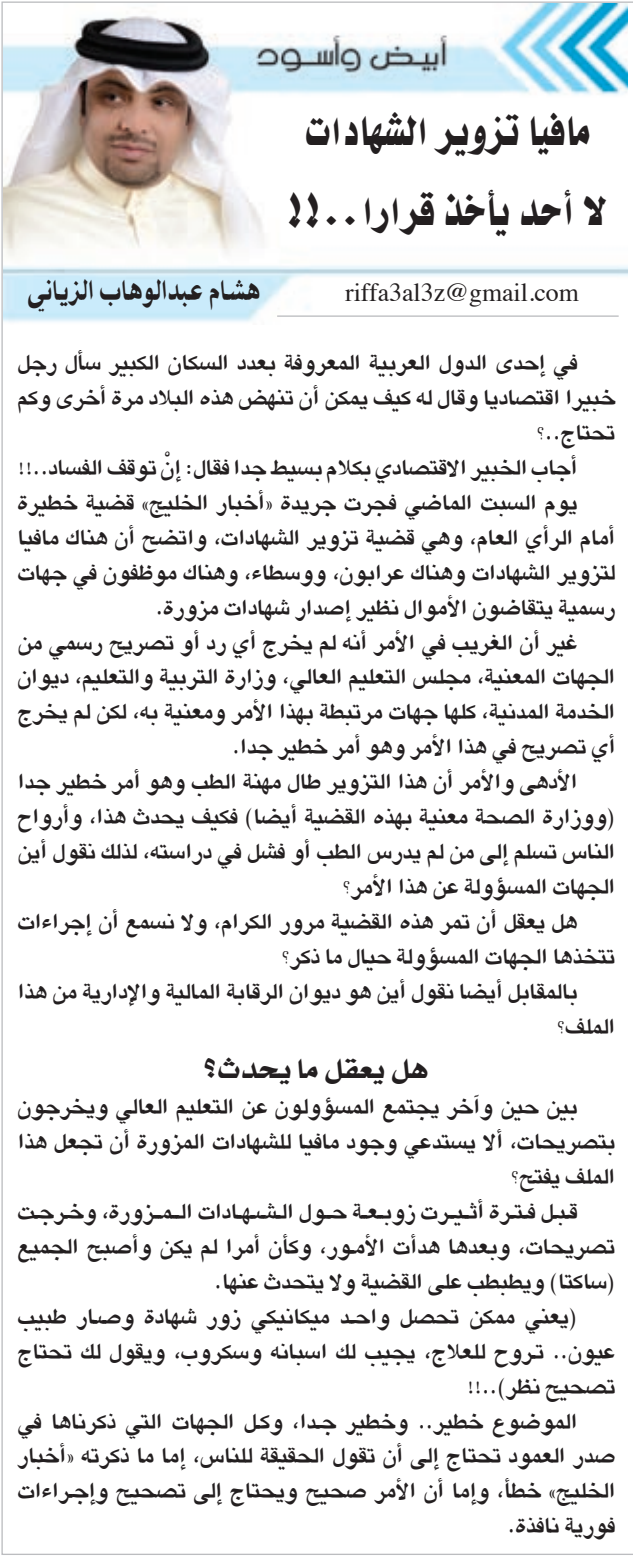 أبيـض وأسـود
مافيا تزوير الشهادات
لا أحد يأخذ قرارا..!!
هشام عبدالوهاب الزياني
riffa3al3z@gmail.com
في إحدى الدول العربية المعروفة بعدد السكان الكبير سأل رجل
خبيرا اقتصاديا وقال له كيف يمكن أن تنهض هذه البلاد مرة أخرى وكم
تحتاج..؟
أجاب الخبير الاقتصادي بكلام بسيط جدا فقال: إنْ توقف الفساد..!!
يوم السبت الماضي فجرت جريدة «أخبار الخليج» قضية خطيرة
أمام الرأي العام، وهي قضية تزوير الشهادات، واتضح أن هناك مافيا
لتزوير الشهادات وهناك عرابون، ووسطاء، وهناك موظفون في جهات
رسمية يتقاضون الأموال نظير إصدار شهادات مزورة.
غير أن الغريب في الأمر أنه لم يخرج أي رد أو تصريح رسمي من
الجهات المعنية، مجلس التعليم العالي، وزارة التربية والتعليم، ديوان
الخدمة المدنية، كلها جهات مرتبطة بهذا الأمر ومعنية به، لكن لم يخرج
أي تصريح في هذا الأمر وهو أمر خطير جدا.
الأدهى والأمر أن هذا التزوير طال مهنة الطب وهو أمر خطير جدا
(ووزارة الصحة معنية بهذه القضية أيضا) فكيف يحدث هذا، وأرواح
الناس تسلم إلى من لم يدرس الطب أو فشل في دراسته، لذلك نقول أين
الجهات المسؤولة عن هذا الأمر؟
هل يعقل أن تمر هذه القضية مرور الكرام، ولا نسمع أن إجراءات
تتخذها الجهات المسؤولة حيال ما ذكر؟
بالمقابل أيضا نقول أين هو ديوان الرقابة المالية والإدارية من هذا
الملف؟
هل يعقل ما يحدث؟
بين حين وآخر يجتمع المسؤولون عن التعليم العالي ويخرجون
بتصريحات، ألا يستدعي وجود مافيا للشهادات المزورة أن تجعل هذا
الملف يفتح؟
قبل فترة أثيرت زوبعة حول الشهادات المزورة، وخرجت
تصريحات، وبعدها هدأت الأمور، وكأن أمرا لم يكن وأصبح الجميع
(ساكتا) ويطبطب على القضية ولا يتحدث عنها.
(يعني ممكن تحصل واحد ميكانيكي زور شهادة وصار طبيب
عيون.. تروح للعلاج، يجيب لك اسبانه وسكروب، ويقول لك تحتاج
تصحيح نظر)..!!
الموضوع خطير.. وخطير جدا، وكل الجهات التي ذكرناها في
صدر العمود تحتاج إلى أن تقول الحقيقة للناس، إما ما ذكرته «أخبار
الخليج» خطأ، وإما أن الأمر صحيح ويحتاج إلى تصحيح وإجراءات
فورية نافذة.